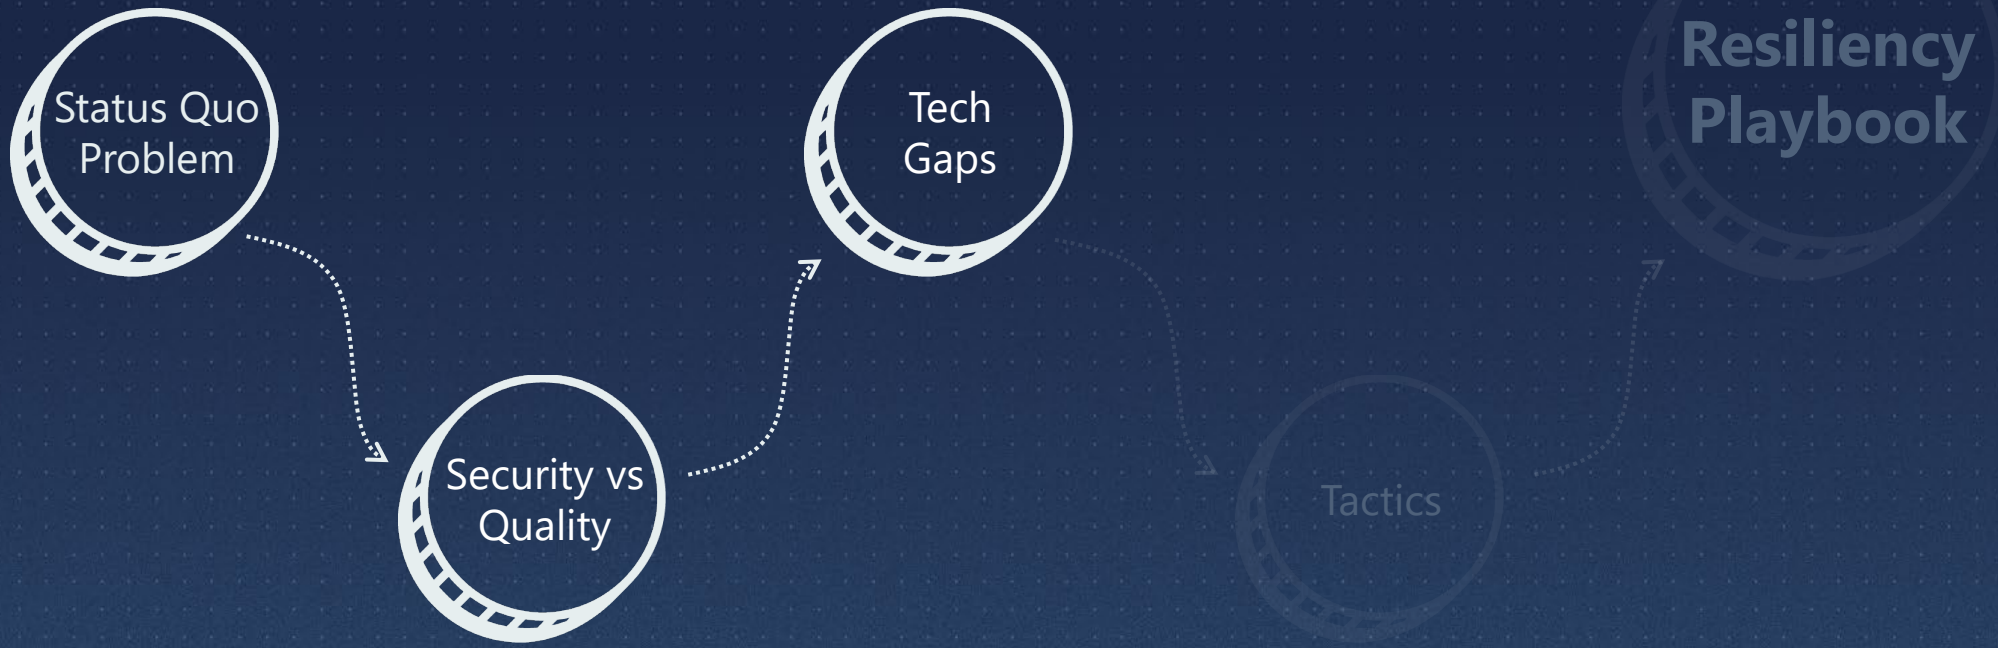 Status Quo
Problem
Security vs
Quality
Tech
Gaps
Tactics
Resiliency
Playbook